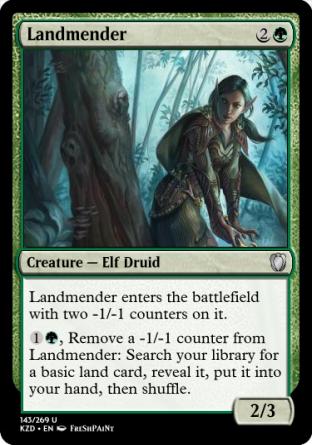 Landmender 2
Creature — Elf Druid
Landmender enters the battlefield
with two -1/-1 counters on it.
1, Remove a -1/-1 counter from
Landmender: Search your library for
a basic land card, reveal it, put it into
your hand, then shuffle.
143/269 U
KZD • EN FRESHPAINT
2/3